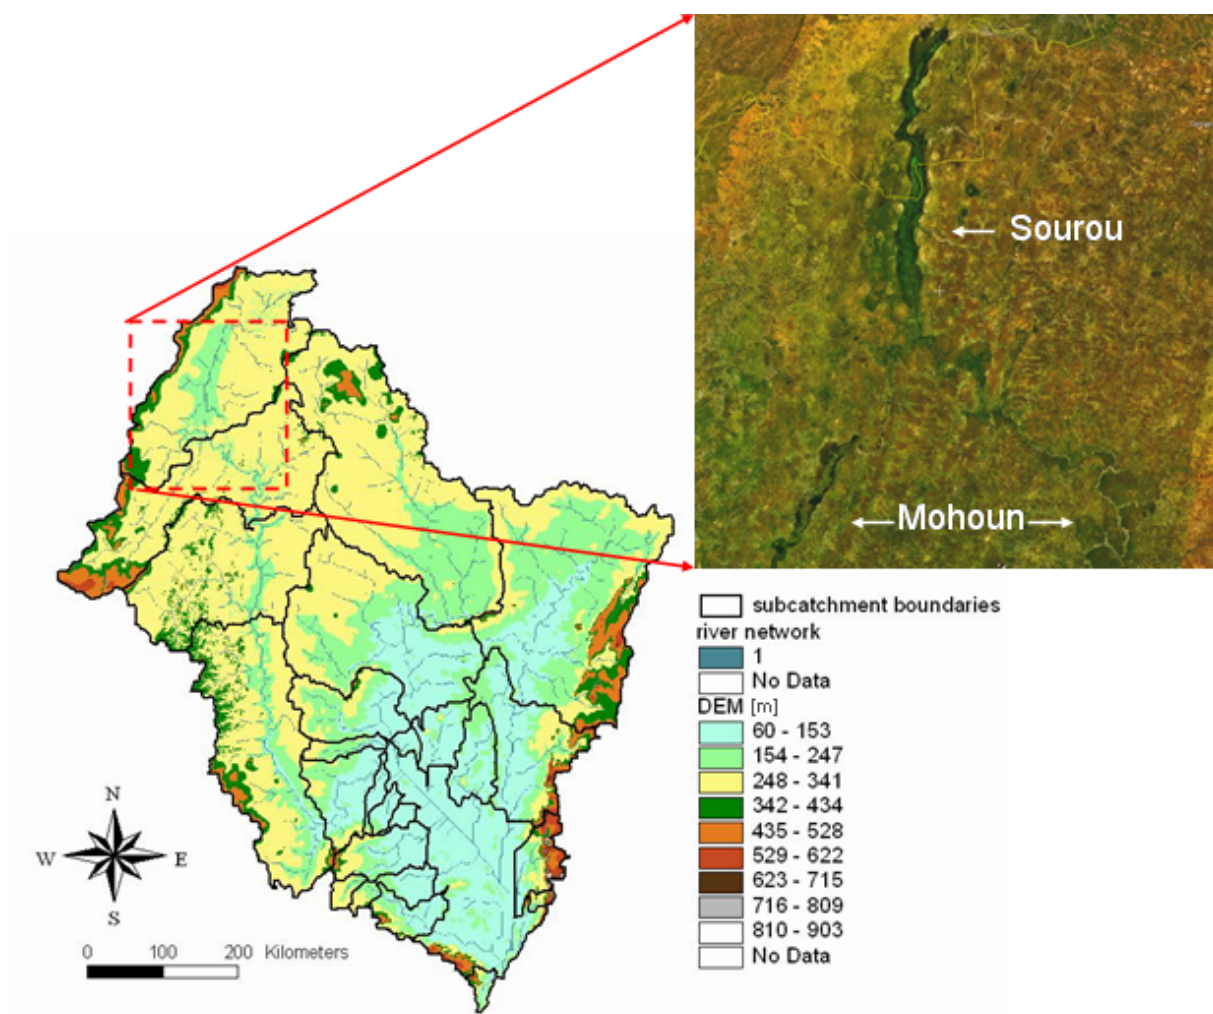 Sourou
Mohoun
subcatchment boundaries
river network
1
No Data
DEM [m]
60 - 153
154 - 247
248 - 341
342 - 434
435 - 528
529 - 622
623 - 715
716 - 809
810 - 903
No Data
N
W E
S
0 100 200 Kilometers